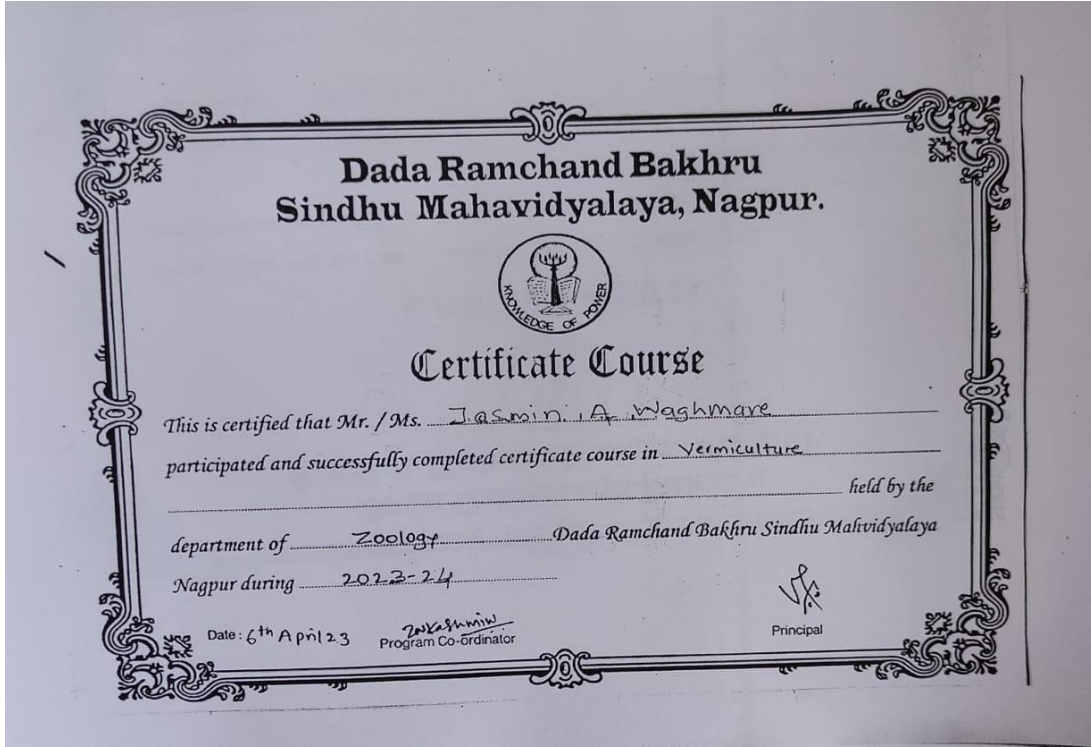 Dada Ramchand Bakhru
Sindhu Mahavidyalaya, Nagpur.
KNOWLEDGE OF POWER
Certificate Course
This is certified that Mr. / Ms. Jasmin. A. Waghmare
participated and successfully completed certificate course in Vermiculture
held by the
department of Zoology Dada Ramchand Bakhru Sindhu Mahvidyalaya
Nagpur during 2023-24
Date : 6th April 23
Program Co-ordinator
Principal